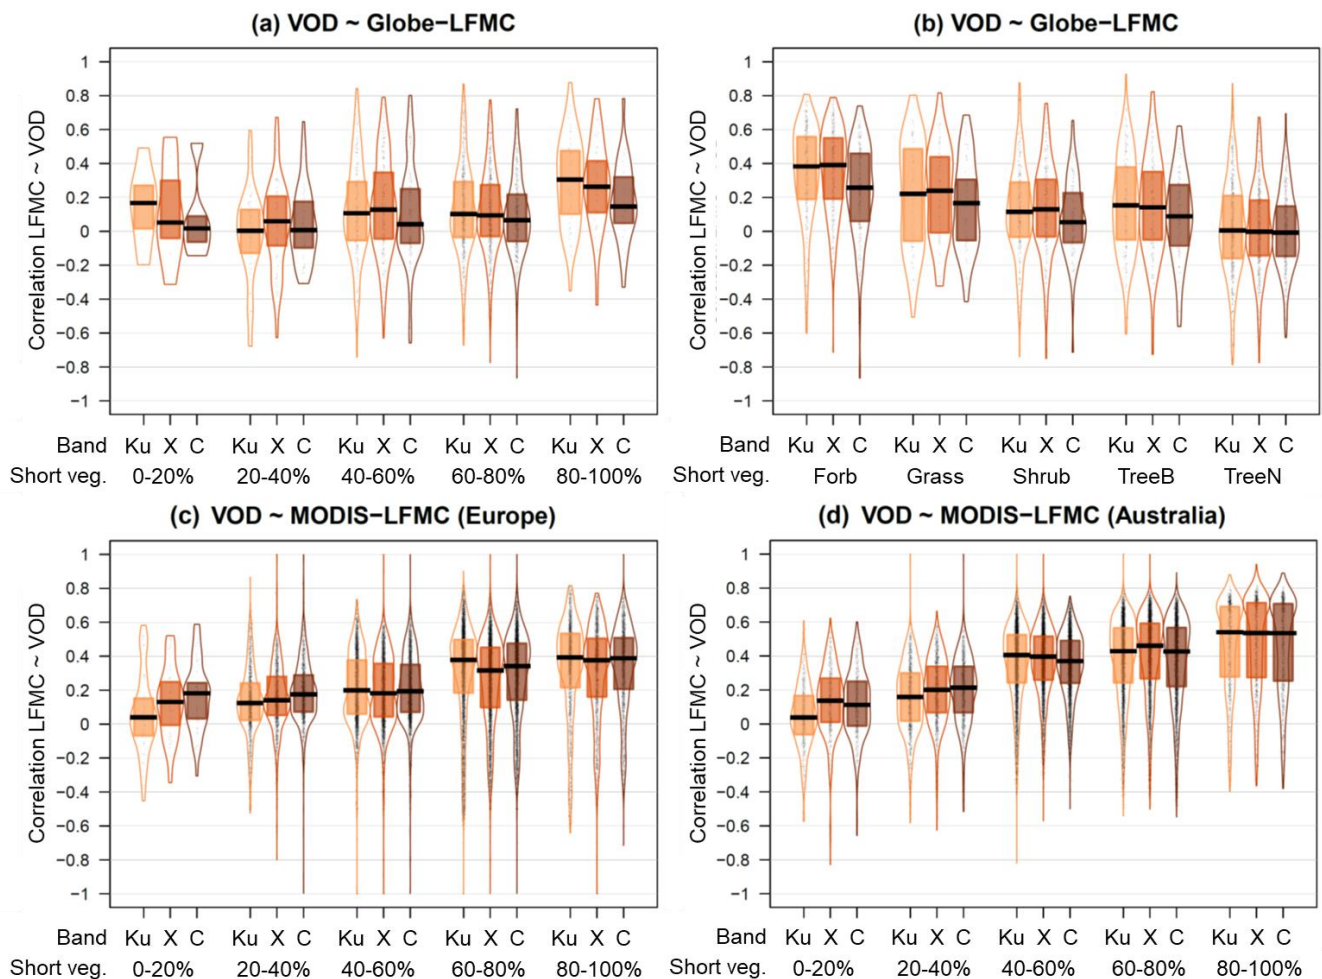 (a) VOD ~ Globe−LFMC
Correlation LFMC ~ VOD
1
0.8
0.6
0.4
0.2
0
−0.2
−0.4
−0.6
−0.8
−1
Band Ku X C Ku X C Ku X C Ku X C Ku X C
Short veg. 0-20% 20-40% 40-60% 60-80% 80-100%
(b) VOD ~ Globe−LFMC
Correlation LFMC ~ VOD
1
0.8
0.6
0.4
0.2
0
−0.2
−0.4
−0.6
−0.8
−1
Band Ku X C Ku X C Ku X C Ku X C Ku X C
Short veg. Forb Grass Shrub TreeB TreeN
(c) VOD ~ MODIS−LFMC (Europe)
Correlation LFMC ~ VOD
1
0.8
0.6
0.4
0.2
0
−0.2
−0.4
−0.6
−0.8
−1
Band Ku X C Ku X C Ku X C Ku X C Ku X C
Short veg. 0-20% 20-40% 40-60% 60-80% 80-100%
(d) VOD ~ MODIS−LFMC (Australia)
Correlation LFMC ~ VOD
1
0.8
0.6
0.4
0.2
0
−0.2
−0.4
−0.6
−0.8
−1
Band Ku X C Ku X C Ku X C Ku X C Ku X C
Short veg. 0-20% 20-40% 40-60% 60-80% 80-100%